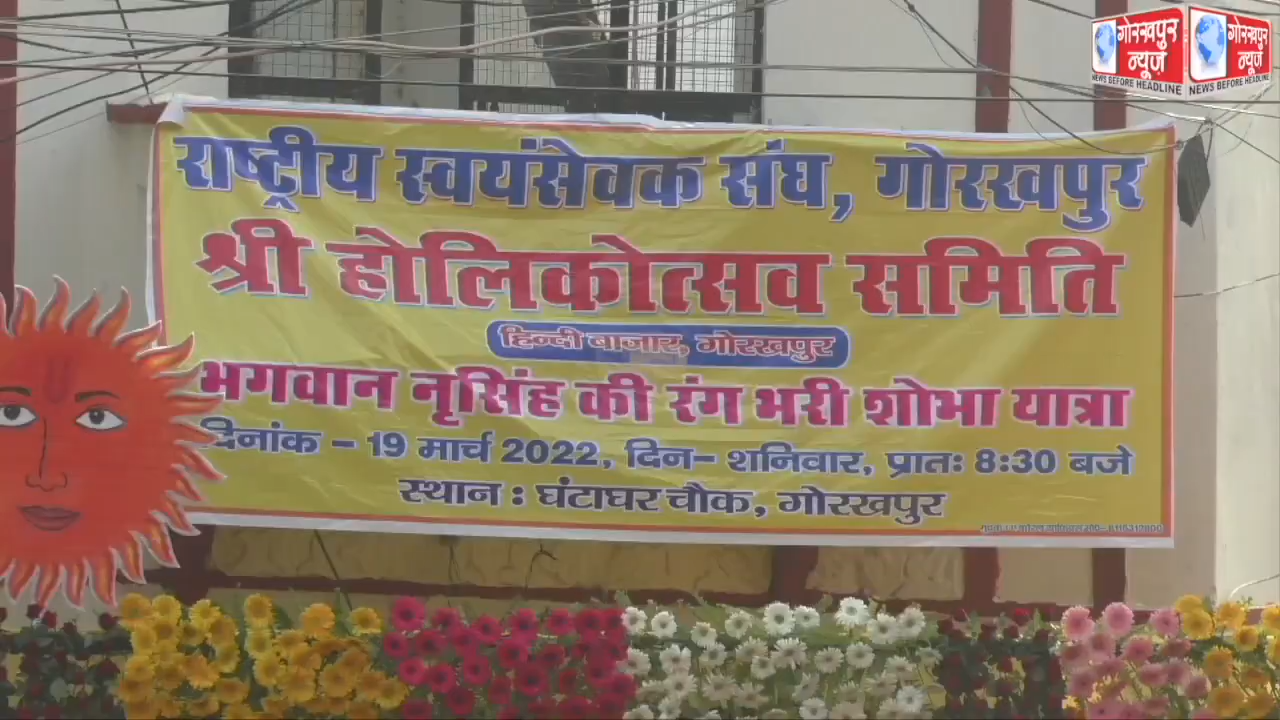 गोरखपुर न्यूज़
NEWS BEFORE HEADLINE
गोरखपुर न्यूज़
NEWS BEFORE HEADLINE
राष्ट्रीय स्वयंसेवक संघ, गोरखपुर
श्री होलिकोत्सव समिति
हिन्दी बाजार, गोरखपुर
भगवान नृसिंह की रंग भरी शोभा यात्रा
दिनांक – 19 मार्च 2022, दिन– शनिवार, प्रातः 8:30 बजे
स्थान : घंटाघर चौक, गोरखपुर